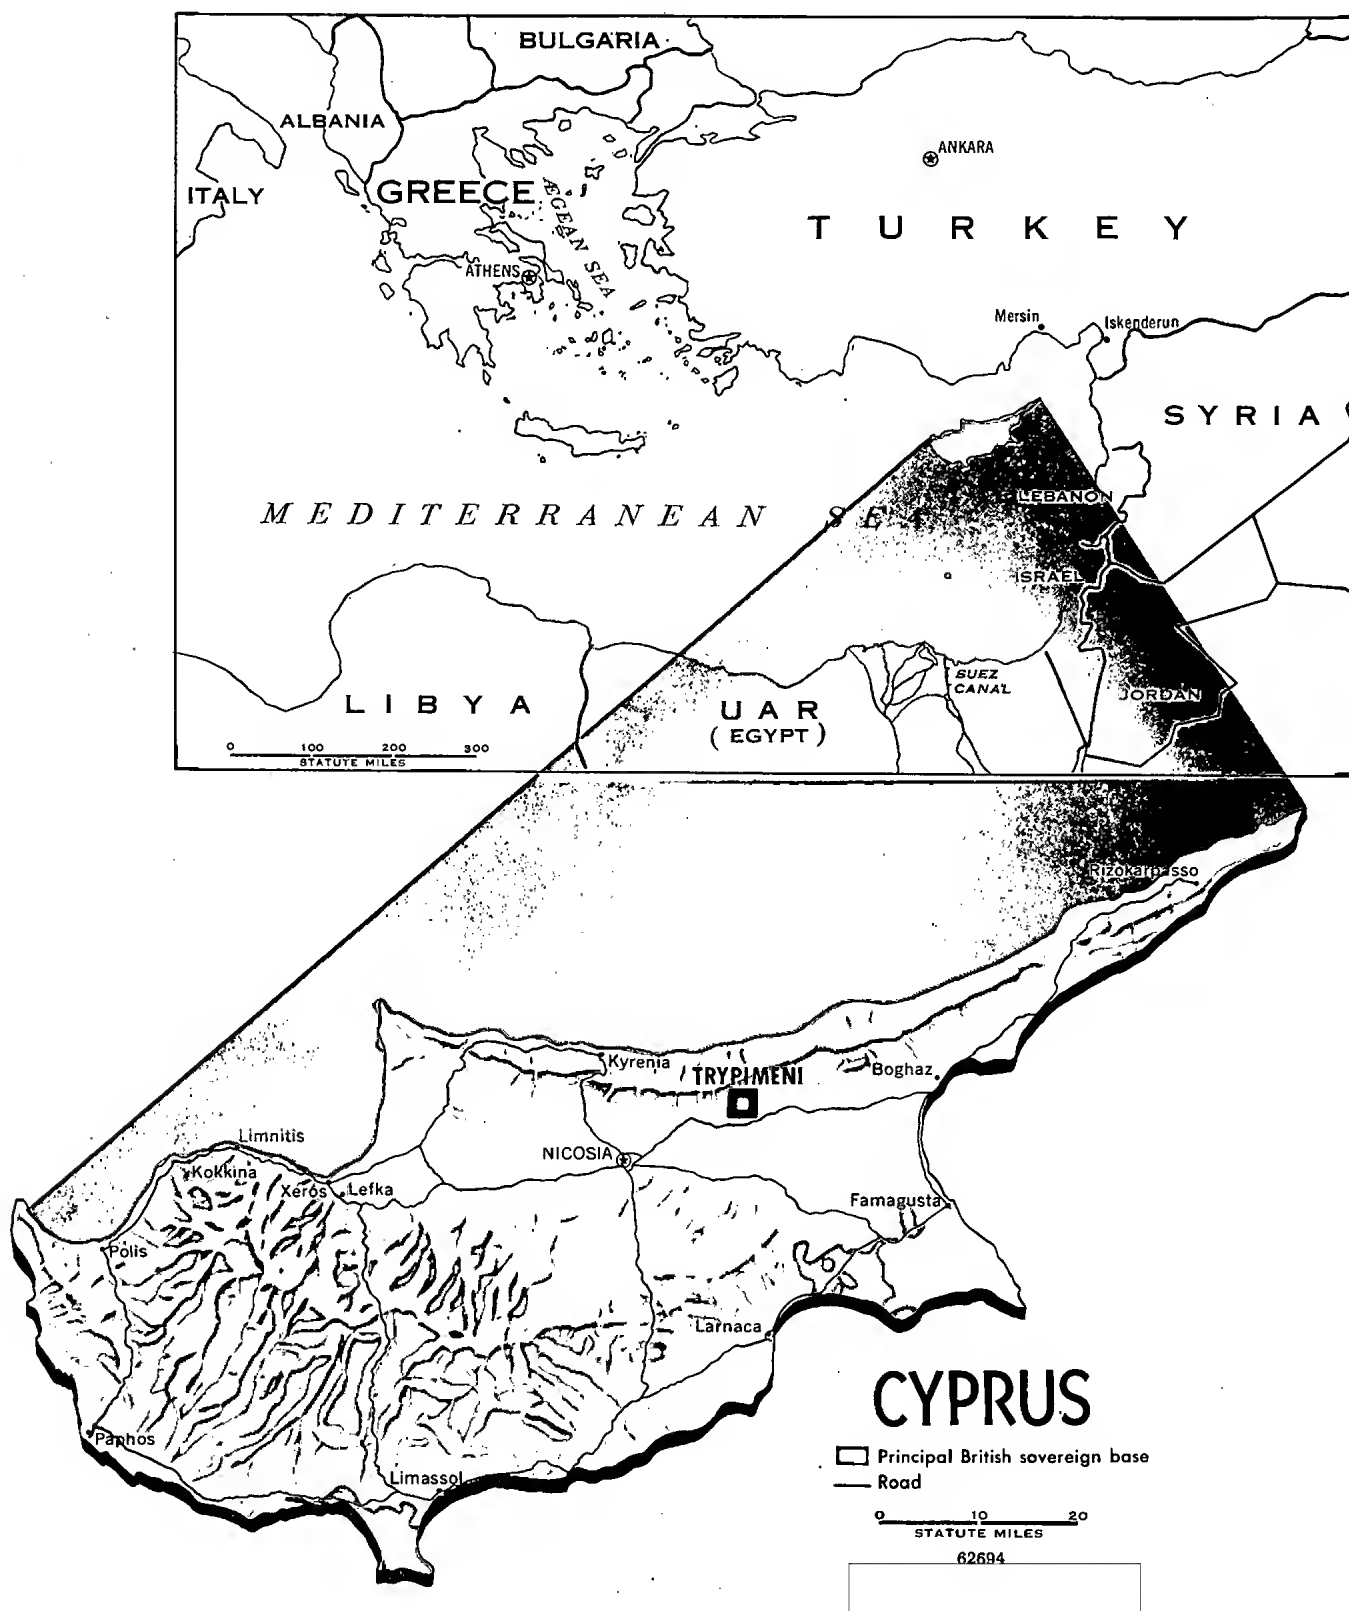 BULGARIA
ALBANIA
ANKARA
ITALY
GREECE
ÆGEAN SEA
TURKEY
ATHENS
Mersin
Iskenderun
SYRIA
LEBANON
MEDITERRANEAN SEA
ISRAEL
SUEZ
CANAL
LIBYA
UAR
(EGYPT)
JORDAN
0 100 200 300
STATUTE MILES
Rizokarpasso
Kyrenia
TRYPIMENI
Boghaz
Limnitis
NICOSIA
Kokkina
Xeros
Lefka
Famagusta
Polis
Larnaca
Paphos
Limassol
CYPRUS
Principal British sovereign base
Road
0 10 20
STATUTE MILES
62694